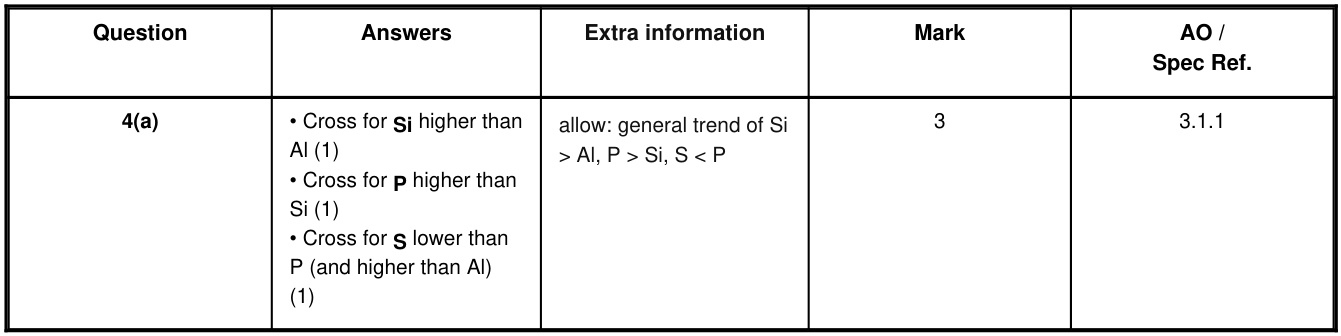 Question
Answers
Extra information
Mark
AO /
Spec Ref.
4(a)
• Cross for Si higher than
Al (1)
• Cross for P higher than
Si (1)
• Cross for S lower than
P (and higher than Al)
(1)
allow: general trend of Si
> Al, P > Si, S < P
3
3.1.1